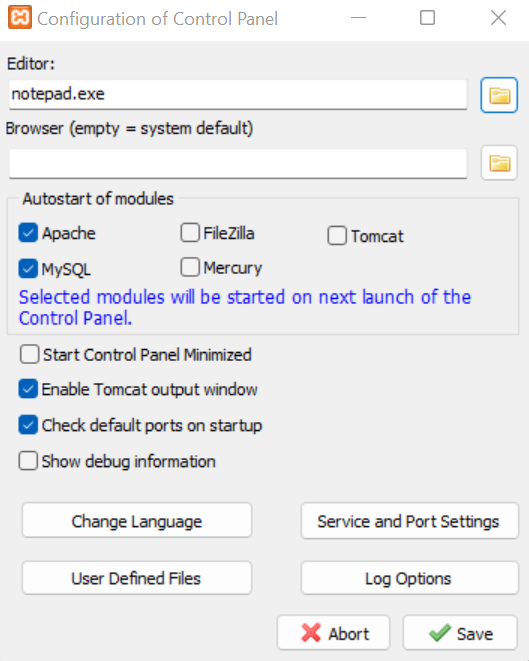 Configuration of Control Panel
Editor:
notepad.exe
Browser (empty = system default)
Autostart of modules
Apache
FileZilla
Tomcat
MySQL
Mercury
Selected modules will be started on next launch of the
Control Panel.
Start Control Panel Minimized
Enable Tomcat output window
Check default ports on startup
Show debug information
Change Language
Service and Port Settings
User Defined Files
Log Options
Abort
Save